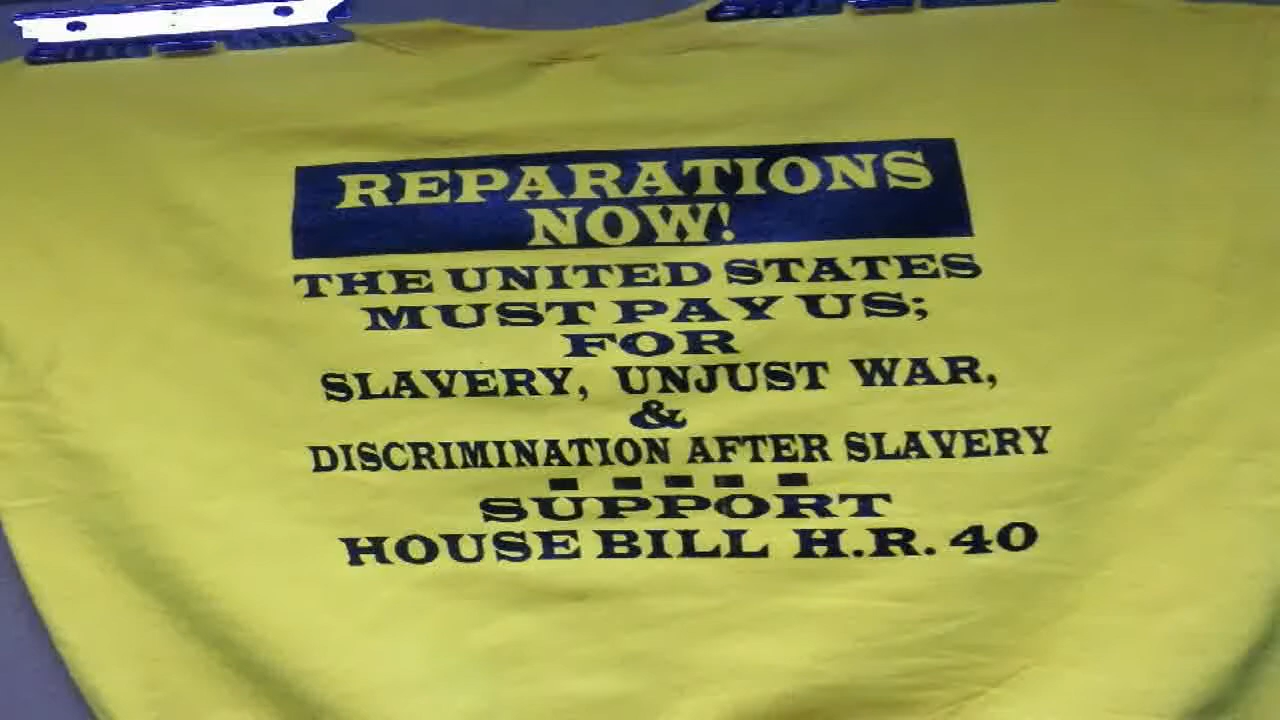 REPARATIONS
NOW!
THE UNITED STATES
MUST PAY US;
FOR
SLAVERY, UNJUST WAR,
&
DISCRIMINATION AFTER SLAVERY
SUPPORT
HOUSE BILL H.R. 40